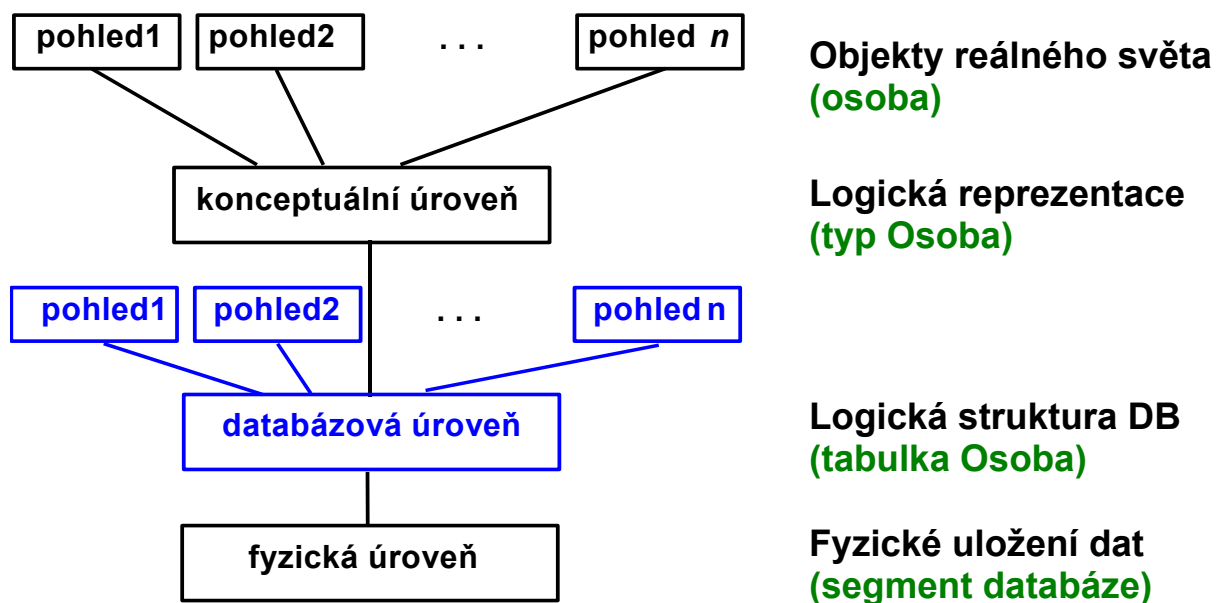 pohled1 pohled2 . . . pohled n
Objekty reálného světa
(osoba)
konceptuální úroveň
Logická reprezentace
(typ Osoba)
pohled1 pohled2 . . . pohled n
databázová úroveň
Logická struktura DB
(tabulka Osoba)
fyzická úroveň
Fyzické uložení dat
(segment databáze)